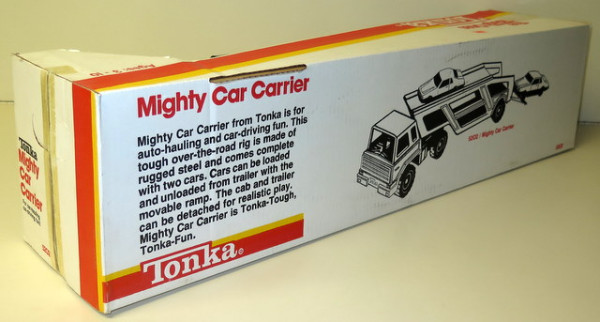 Mighty Car Carrier
Mighty Car Carrier from Tonka is for
auto-hauling and car-driving fun. This
tough over-the-road rig is made of
rugged steel and comes complete
with two cars. Cars can be loaded
and unloaded from trailer with the
movable ramp. The cab and trailer
can be detached for realistic play.
Mighty Car Carrier is Tonka-Tough,
Tonka-Fun.
Tonka®
Mighty Car Carrier
Tonka
Mighty
Car
Carrier
Ages: 3-10